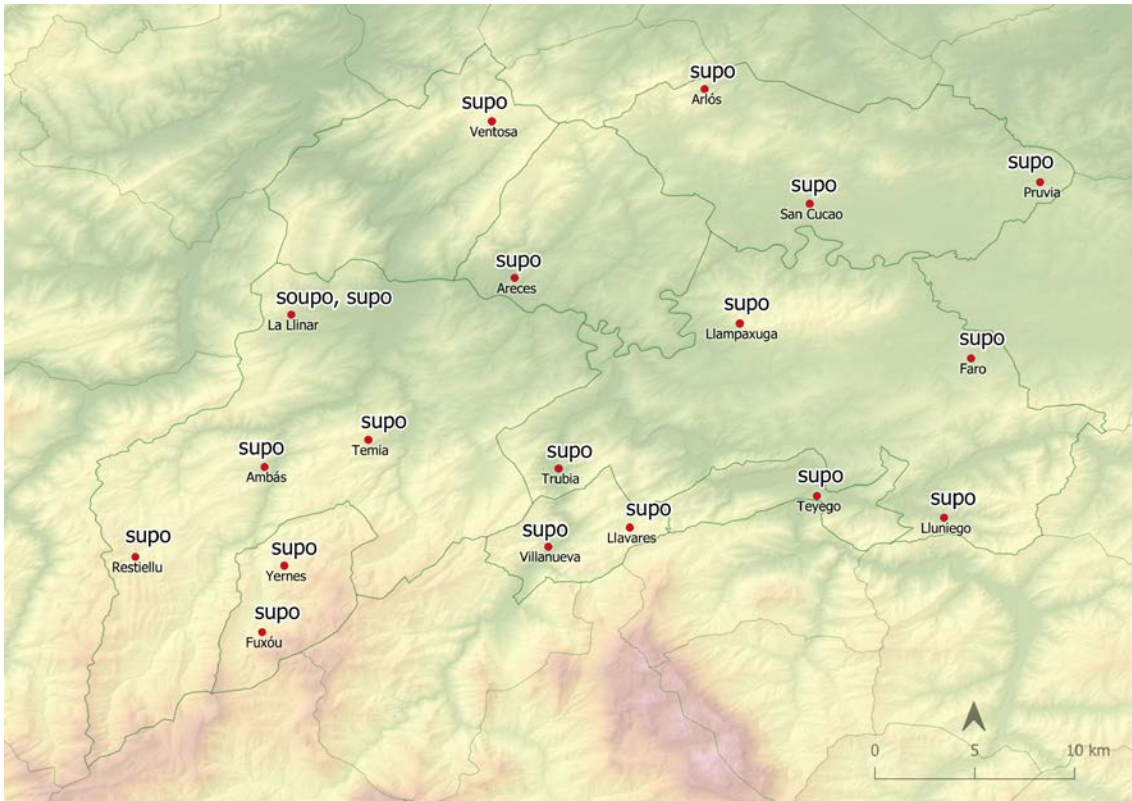 supo
Arlós
supo
Ventosa
supo
Pruvia
supo
San Cucao
supo
Areces
soupo, supo
La Llinar
supo
Llampaxuga
supo
Faro
supo
Temia
supo
Ambás
supo
Trubia
supo
Teyego
supo
Lluniego
supo
Llavares
supo
Villanueva
supo
Restiellu
supo
Yernes
supo
Fuxóu
0 5 10 km